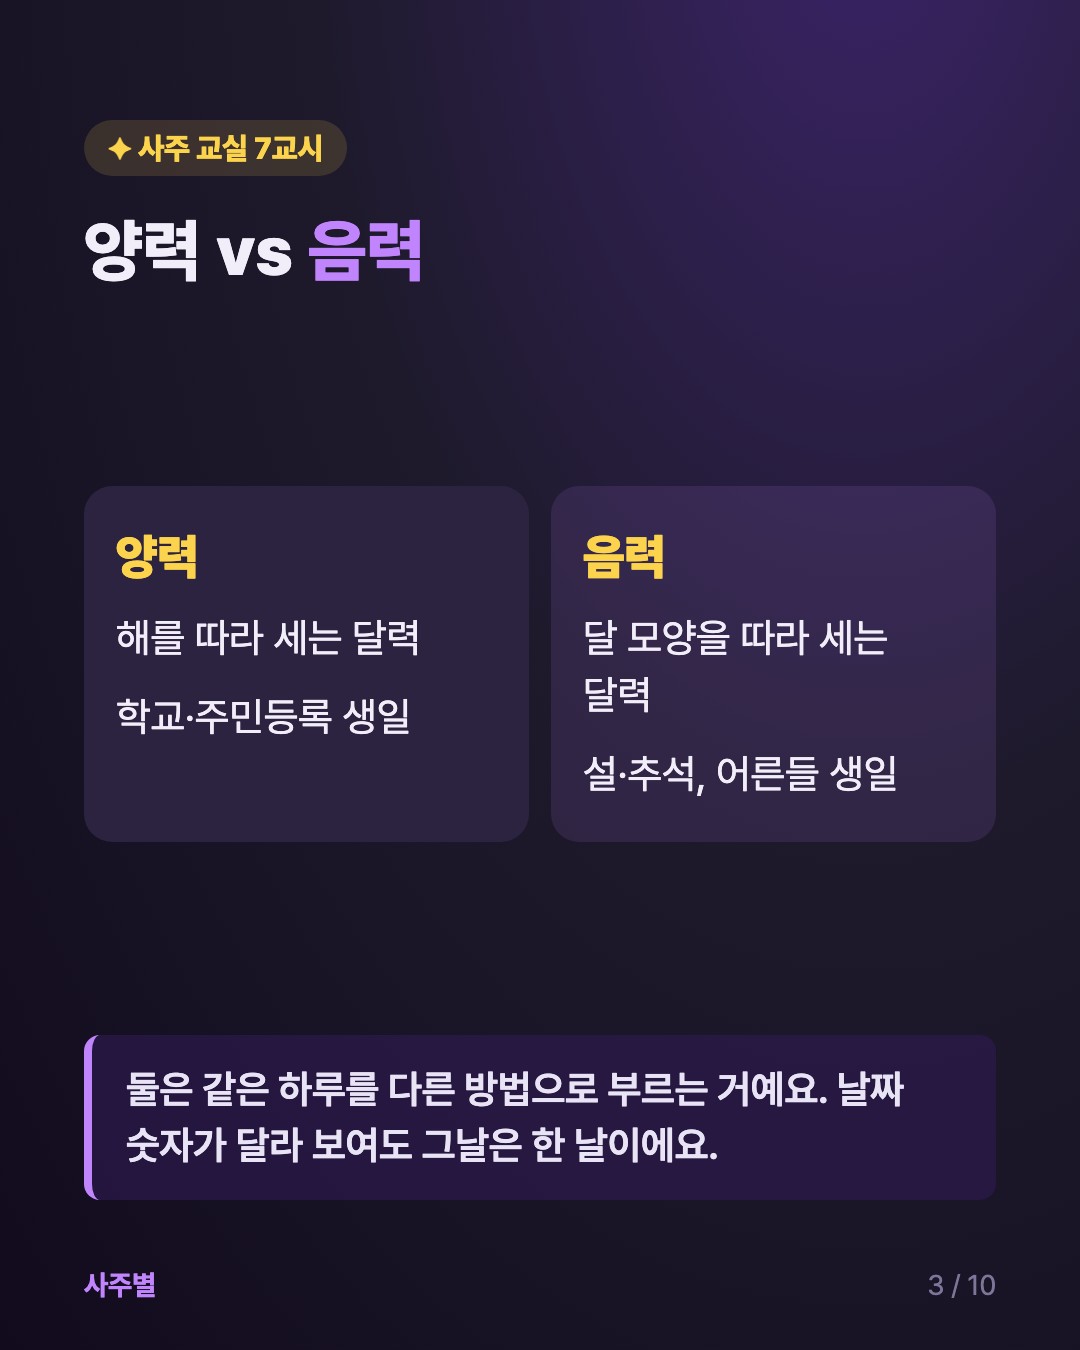 ✦ 사주 교실 7교시
양력 vs 음력
양력
해를 따라 세는 달력
학교·주민등록 생일
음력
달 모양을 따라 세는
달력
설·추석, 어른들 생일
둘은 같은 하루를 다른 방법으로 부르는 거예요. 날짜
숫자가 달라 보여도 그날은 한 날이에요.
사주별
3 / 10